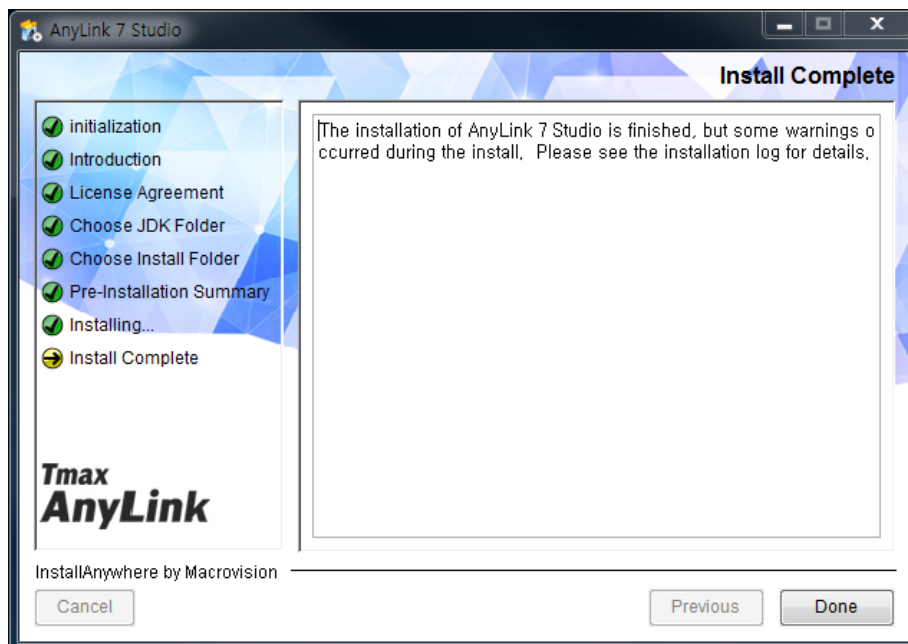 AnyLink 7 Studio
Install Complete
initialization
Introduction
License Agreement
Choose JDK Folder
Choose Install Folder
Pre-Installation Summary
Installing...
Install Complete
The installation of AnyLink 7 Studio is finished, but some warnings o
ccurred during the install. Please see the installation log for details.
Tmax
AnyLink
InstallAnywhere by Macrovision
Cancel
Previous
Done